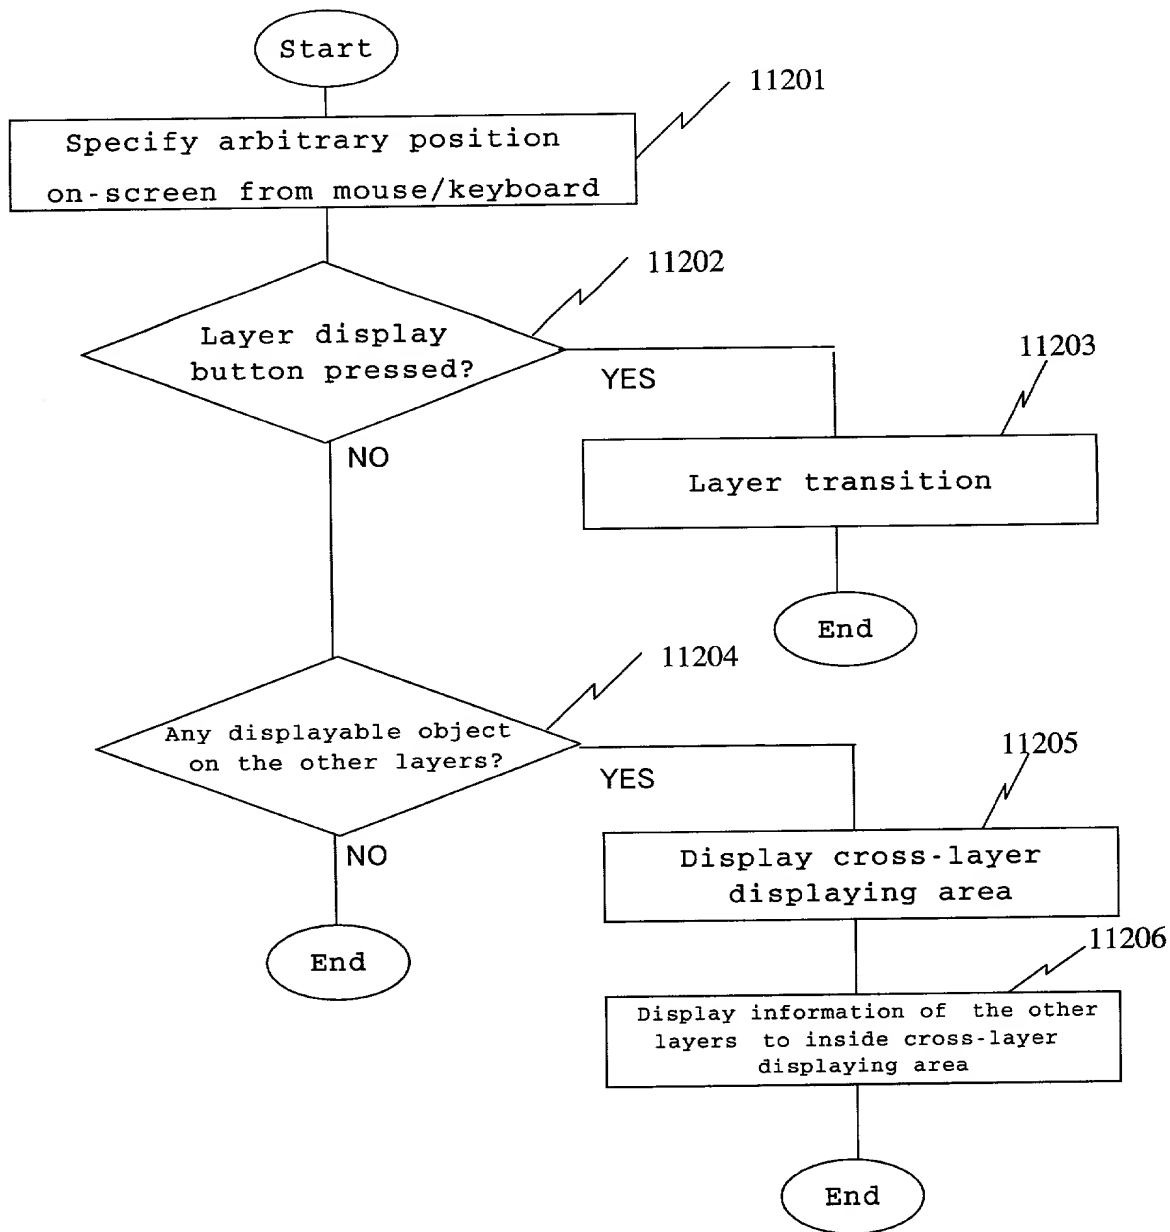 Start
11201
Specify arbitrary position
on-screen from mouse/keyboard
11202
Layer display
button pressed?
YES
NO
11203
Layer transition
End
11204
Any displayable object
on the other layers?
YES
NO
End
11205
Display cross-layer
displaying area
11206
Display information of the other
layers to inside cross-layer
displaying area
End